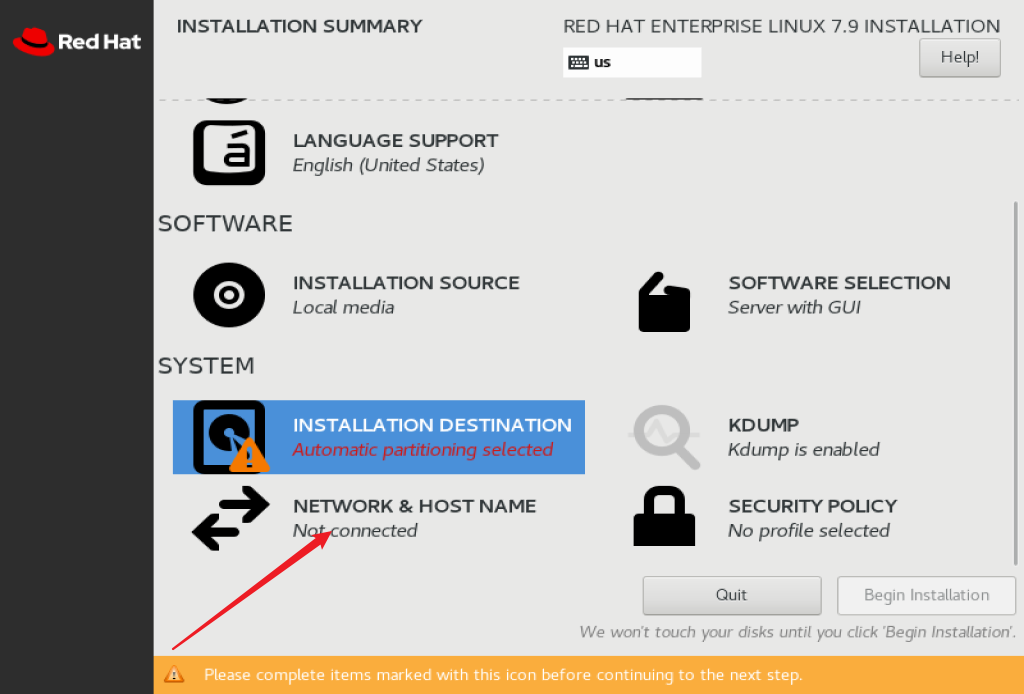 Red Hat
INSTALLATION SUMMARY
RED HAT ENTERPRISE LINUX 7.9 INSTALLATION
us
Help!
á
LANGUAGE SUPPORT
English (United States)
SOFTWARE
INSTALLATION SOURCE
Local media
SOFTWARE SELECTION
Server with GUI
SYSTEM
INSTALLATION DESTINATION
Automatic partitioning selected
KDUMP
Kdump is enabled
NETWORK & HOST NAME
Not connected
SECURITY POLICY
No profile selected
Quit
Begin Installation
We won't touch your disks until you click 'Begin Installation'.
Please complete items marked with this icon before continuing to the next step.